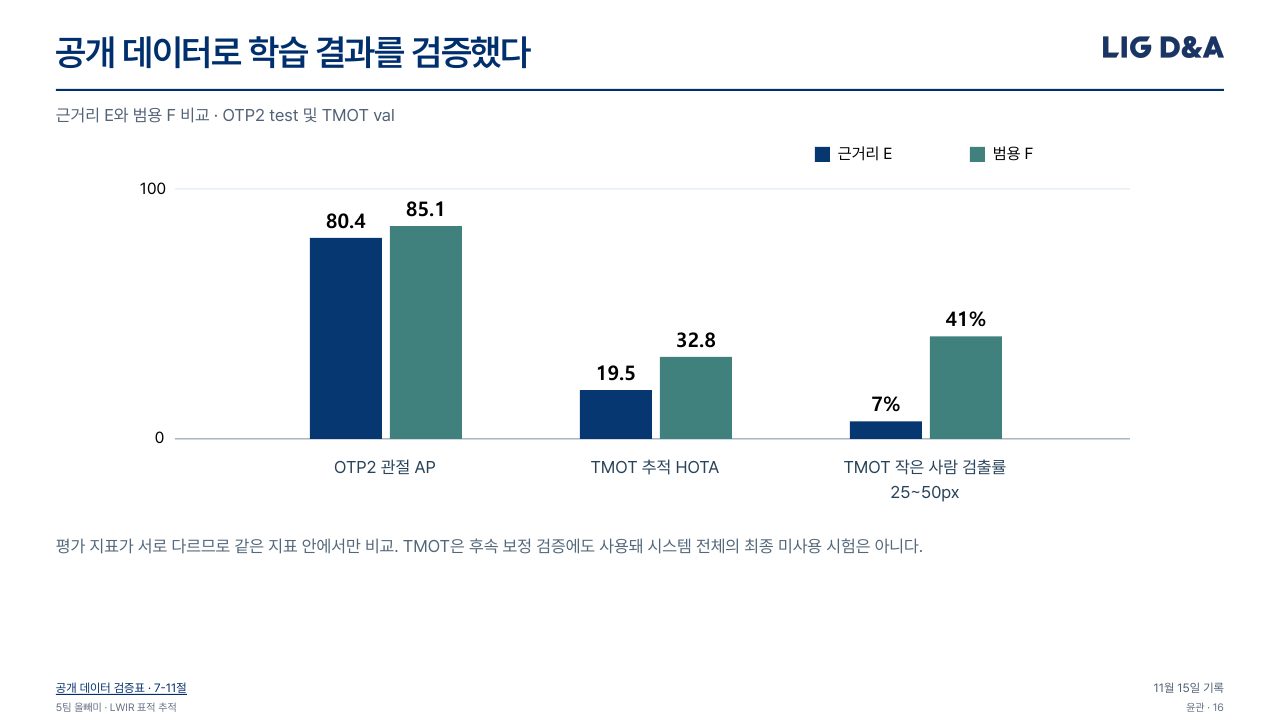 공개 데이터로 학습 결과를 검증했다
LIG D&A
근거리 E와 범용 F 비교 · OTP2 test 및 TMOT val
근거리 E
범용 F
100
80.4
85.1
19.5
32.8
7%
41%
0
OTP2 관절 AP
TMOT 추적 HOTA
TMOT 작은 사람 검출률
25~50px
평가 지표가 서로 다르므로 같은 지표 안에서만 비교. TMOT은 후속 보정 검증에도 사용돼 시스템 전체의 최종 미사용 시험은 아니다.
공개 데이터 검증표 · 7-11절
11월 15일 기록
5팀 올빼미 · LWIR 표적 추적
윤관 · 16